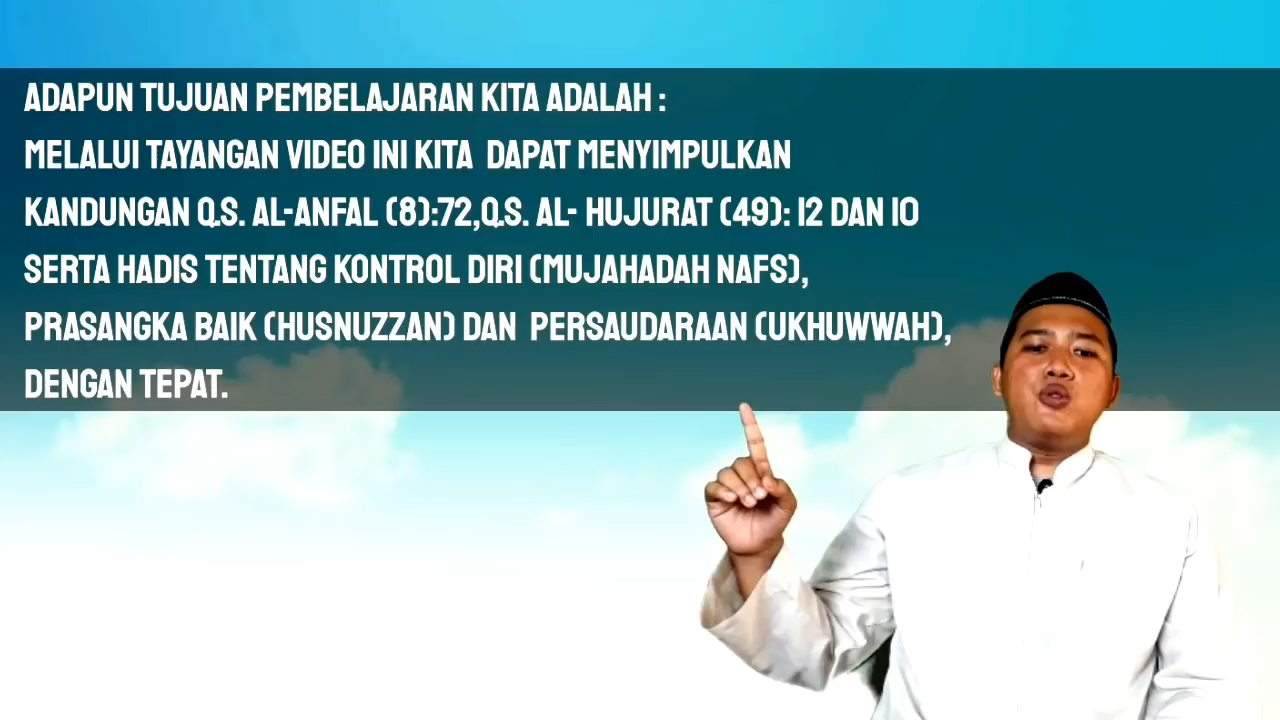 ADAPUN TUJUAN PEMBELAJARAN KITA ADALAH :
MELALUI TAYANGAN VIDEO INI KITA DAPAT MENYIMPULKAN
KANDUNGAN Q.S. AL-ANFAL (8):72,Q.S. AL- HUJURAT (49): 12 DAN 10
SERTA HADIS TENTANG KONTROL DIRI (MUJAHADAH NAFS),
PRASANGKA BAIK (HUSNUZZAN) DAN PERSAUDARAAN (UKHUWWAH),
DENGAN TEPAT.